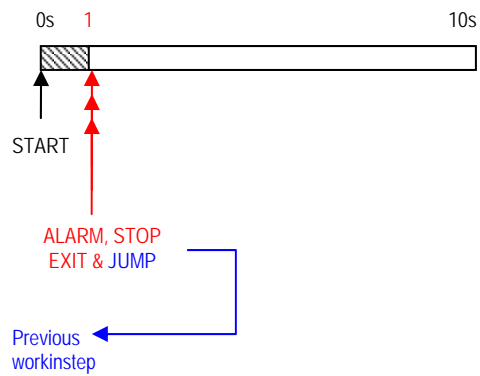 0s 1 10s
START
ALARM, STOP
EXIT & JUMP
Previous
workinstep